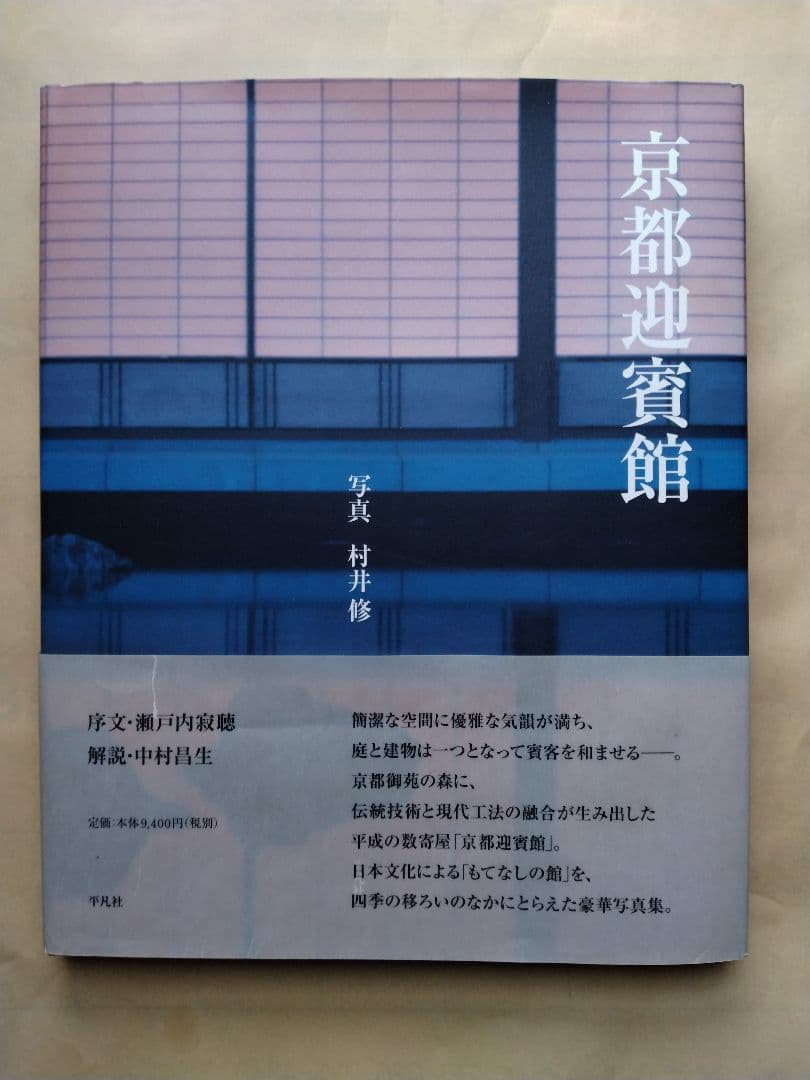 京都迎賓館
写真 村井修
序文・瀬戸内寂聴
解説・中村昌生
定価：本体9,400円（税別）
平凡社
簡潔な空間に優雅な気韻が満ち、
庭と建物は一つとなって賓客を和ませる――。
京都御苑の森に、
伝統技術と現代工法の融合が生み出した
平成の数寄屋「京都迎賓館」。
日本文化による「もてなしの館」を、
四季の移ろいのなかにとらえた豪華写真集。